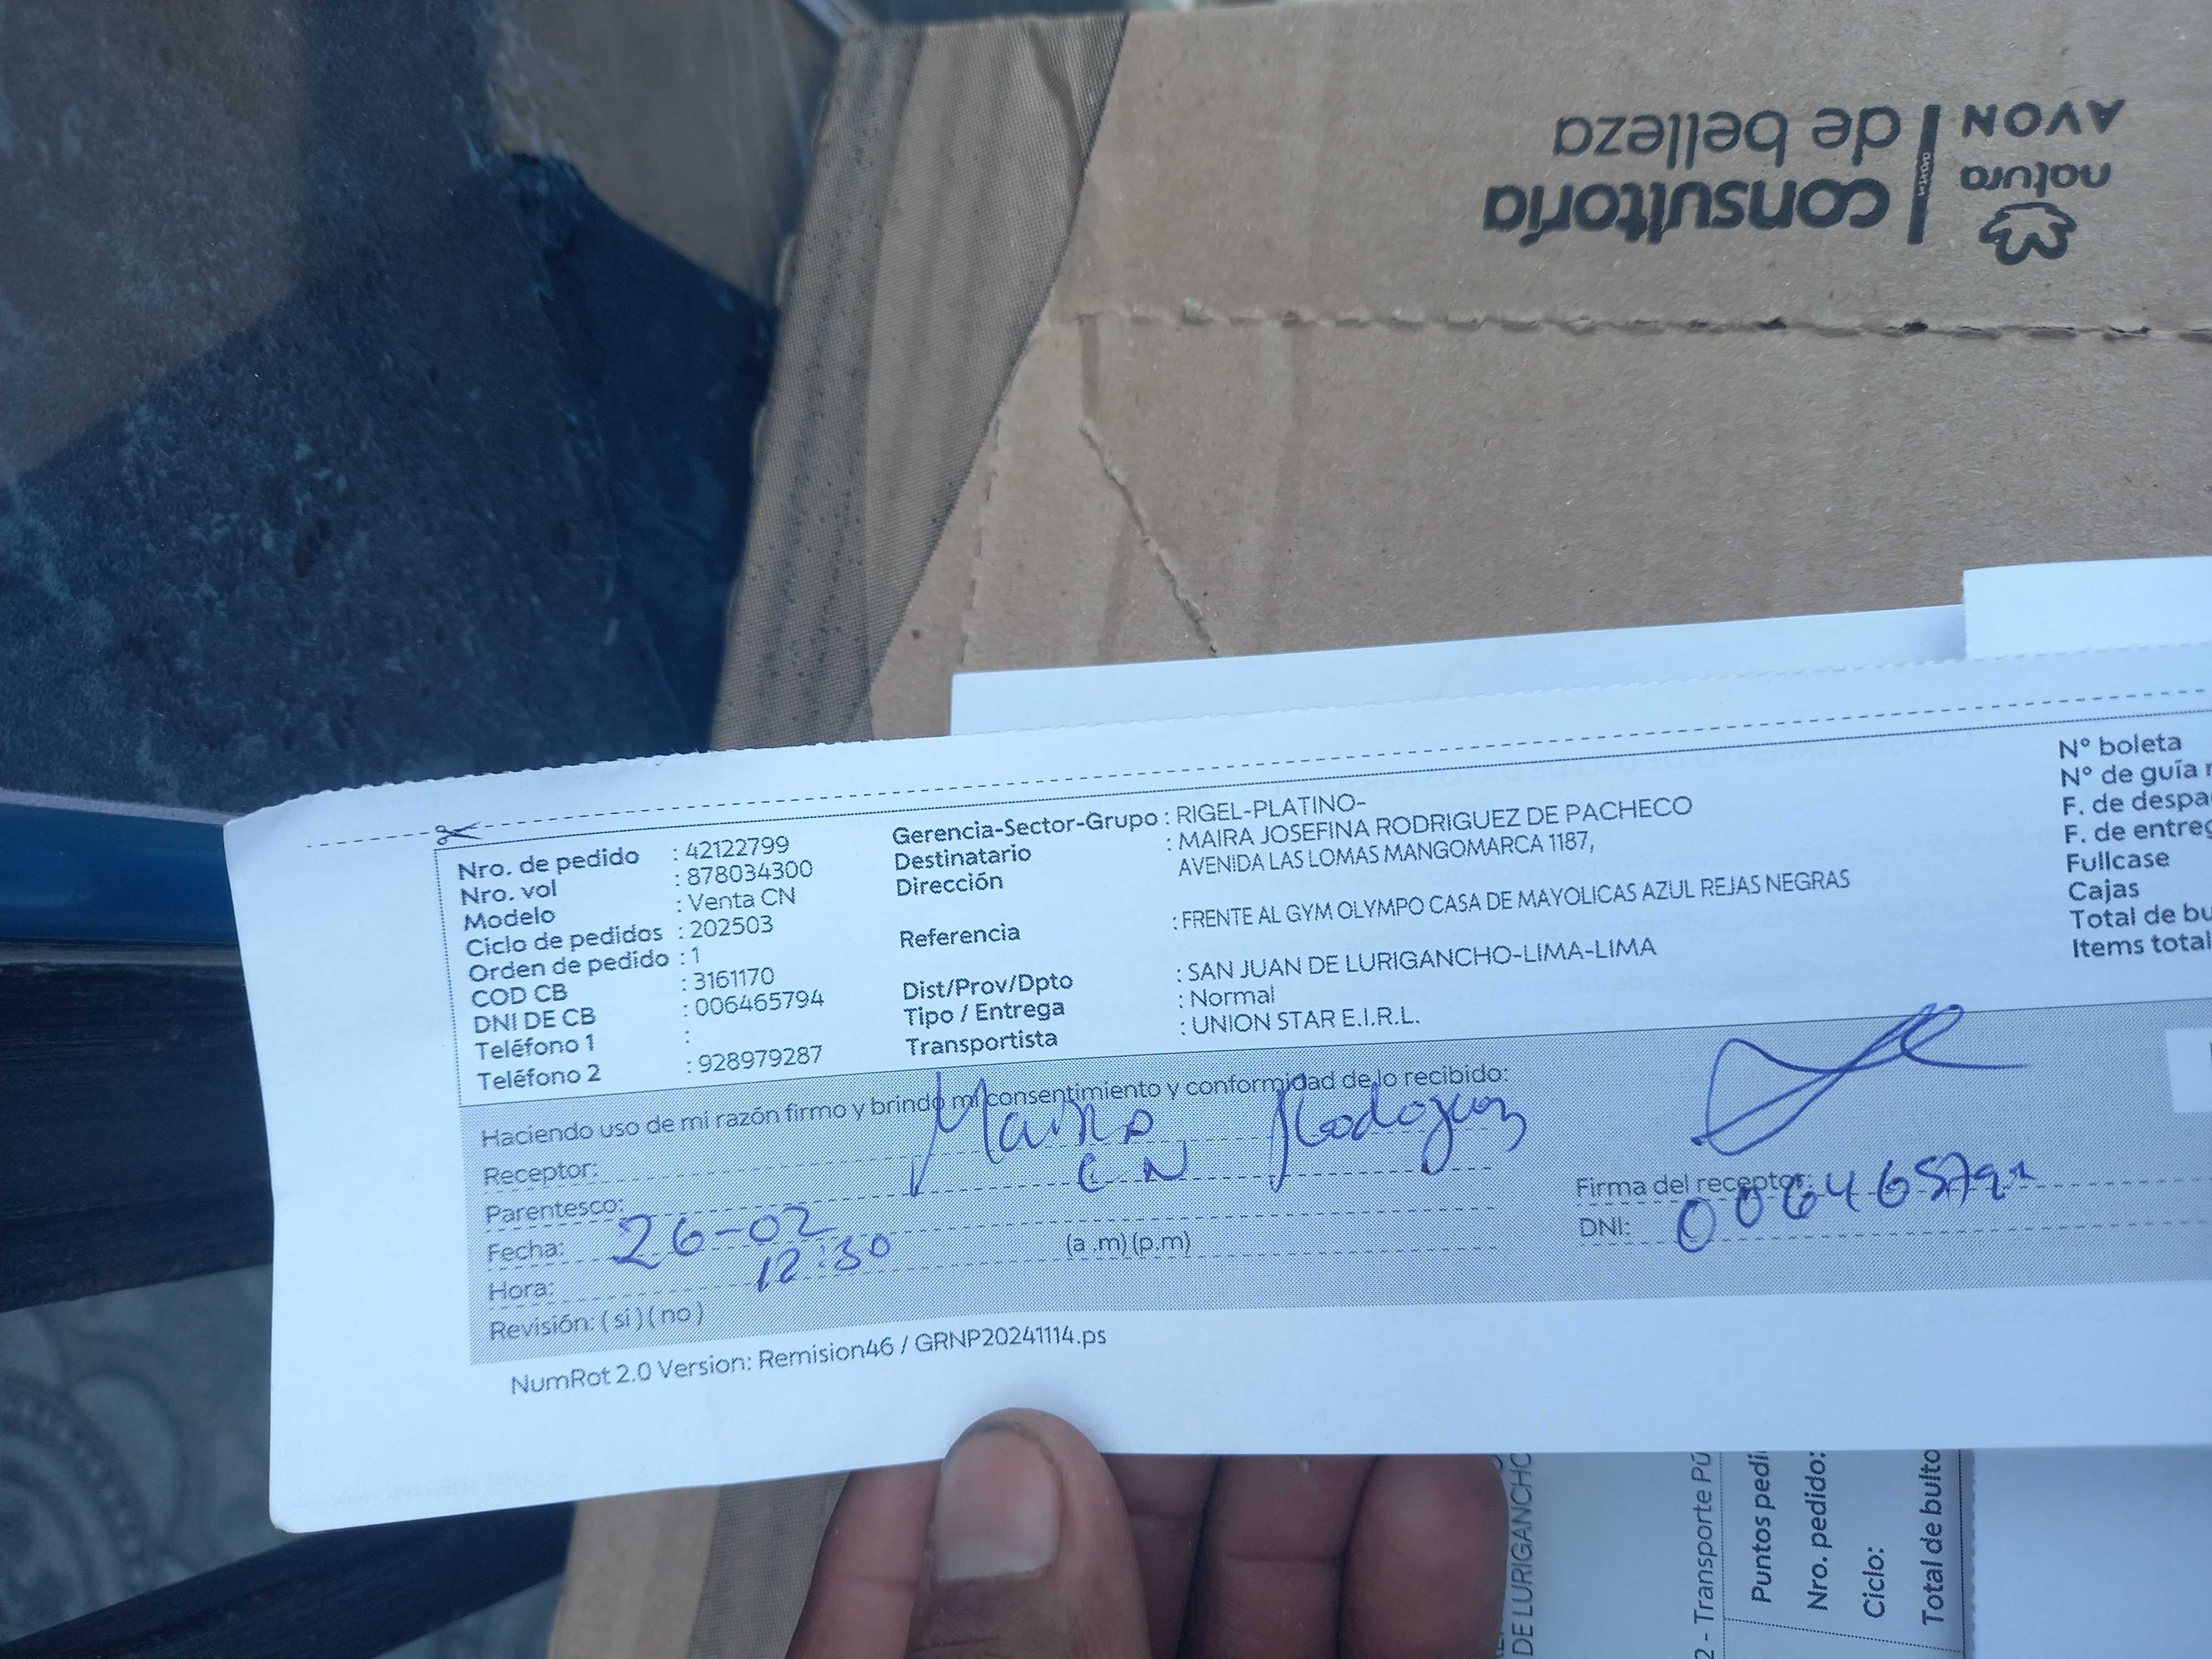 consultoría
de belleza
natura
AVON
Nro. de pedido : 42122799
Nro. vol : 878034300
Modelo : Venta CN
Ciclo de pedidos : 202503
Orden de pedido : 1
COD CB : 3161170
DNI DE CB : 006465794
Teléfono 1 :
Teléfono 2 : 928979287
Gerencia-Sector-Grupo : RIGEL-PLATINO-
Destinatario : MAIRA JOSEFINA RODRIGUEZ DE PACHECO
Dirección AVENIDA LAS LOMAS MANGOMARCA 1187,
Referencia : FRENTE AL GYM OLYMPO CASA DE MAYOLICAS AZUL REJAS NEGRAS
Dist/Prov/Dpto : SAN JUAN DE LURIGANCHO-LIMA-LIMA
Tipo / Entrega : Normal
Transportista : UNION STAR E.I.R.L.
N° boleta
N° de guía
F. de despa
F. de entreg
Fullcase
Cajas
Total de bu
Items total
Haciendo uso de mi razón firmo y brindo mi consentimiento y conformidad de lo recibido:
Receptor:
Parentesco: CN
Fecha: 26-02
Hora: 12:30 (a .m) (p.m)
Revisión: ( si ) ( no )
Firma del receptor:
DNI:
NumRot 2.0 Version: Remision46 / GRNP20241114.ps
DE LURIGANCHO
2 - Transporte Pú
Puntos pedi
Nro. pedido:
Ciclo:
Total de bulto